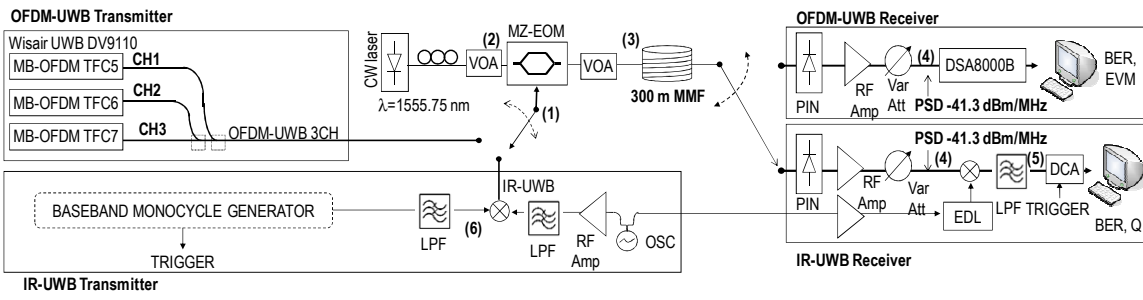 OFDM-UWB Transmitter
Wisair UWB DV9110
MB-OFDM TFC5
CH1
MB-OFDM TFC6
CH2
MB-OFDM TFC7
CH3
OFDM-UWB 3CH
CW laser
λ=1555.75 nm
VOA
(2)
MZ-EOM
(1)
VOA
(3)
300 m MMF
OFDM-UWB Receiver
PIN
RF
Amp
Var
Att
(4)
PSD -41.3 dBm/MHz
DSA8000B
BER,
EVM
IR-UWB
BASEBAND MONOCYCLE GENERATOR
TRIGGER
LPF
(6)
LPF
RF
Amp
OSC
IR-UWB Transmitter
PSD -41.3 dBm/MHz
PIN
RF
Amp
Var
Att
(4)
EDL
LPF
(5)
DCA
TRIGGER
BER, Q
IR-UWB Receiver